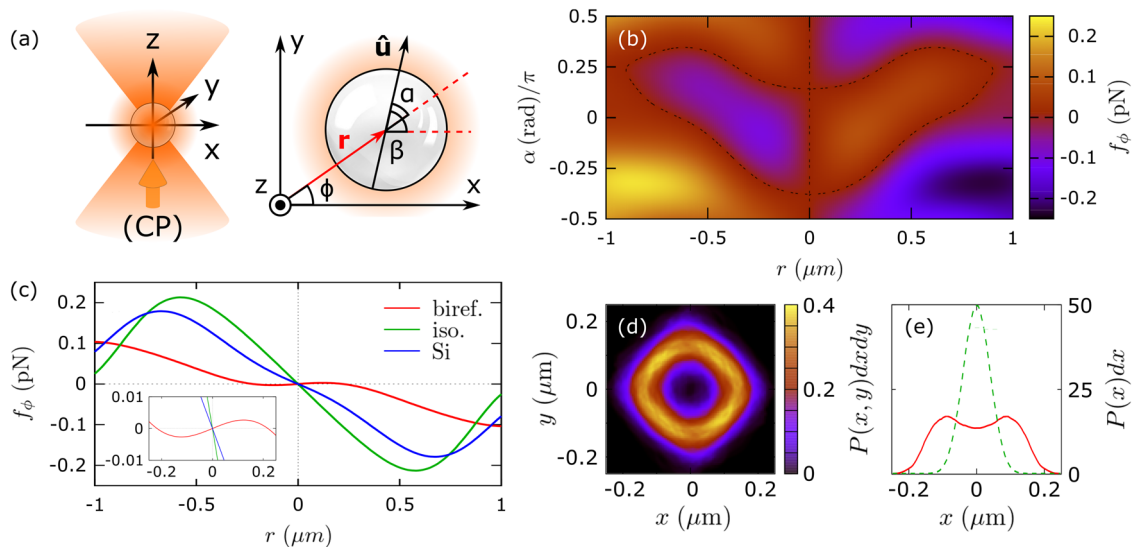 (a)
z
y
x
(CP)
y
û
α
r
β
z
ϕ
x
(b)
0.5
0.25
0
-0.25
-0.5
α (rad)/π
-1
-0.5
0
0.5
1
r (μm)
0.2
0.1
0
-0.1
-0.2
f_ϕ (pN)
(c)
0.2
0.1
0
-0.1
-0.2
f_ϕ (pN)
biref.
iso.
Si
0.01
0
-0.01
-0.2
0
0.2
-1
-0.5
0
0.5
1
r (μm)
(d)
0.2
0
-0.2
y (μm)
-0.2
0
0.2
x (μm)
0.4
0.2
0
P(x, y)dxdy
(e)
50
25
0
P(x)dx
-0.2
0
0.2
x (μm)